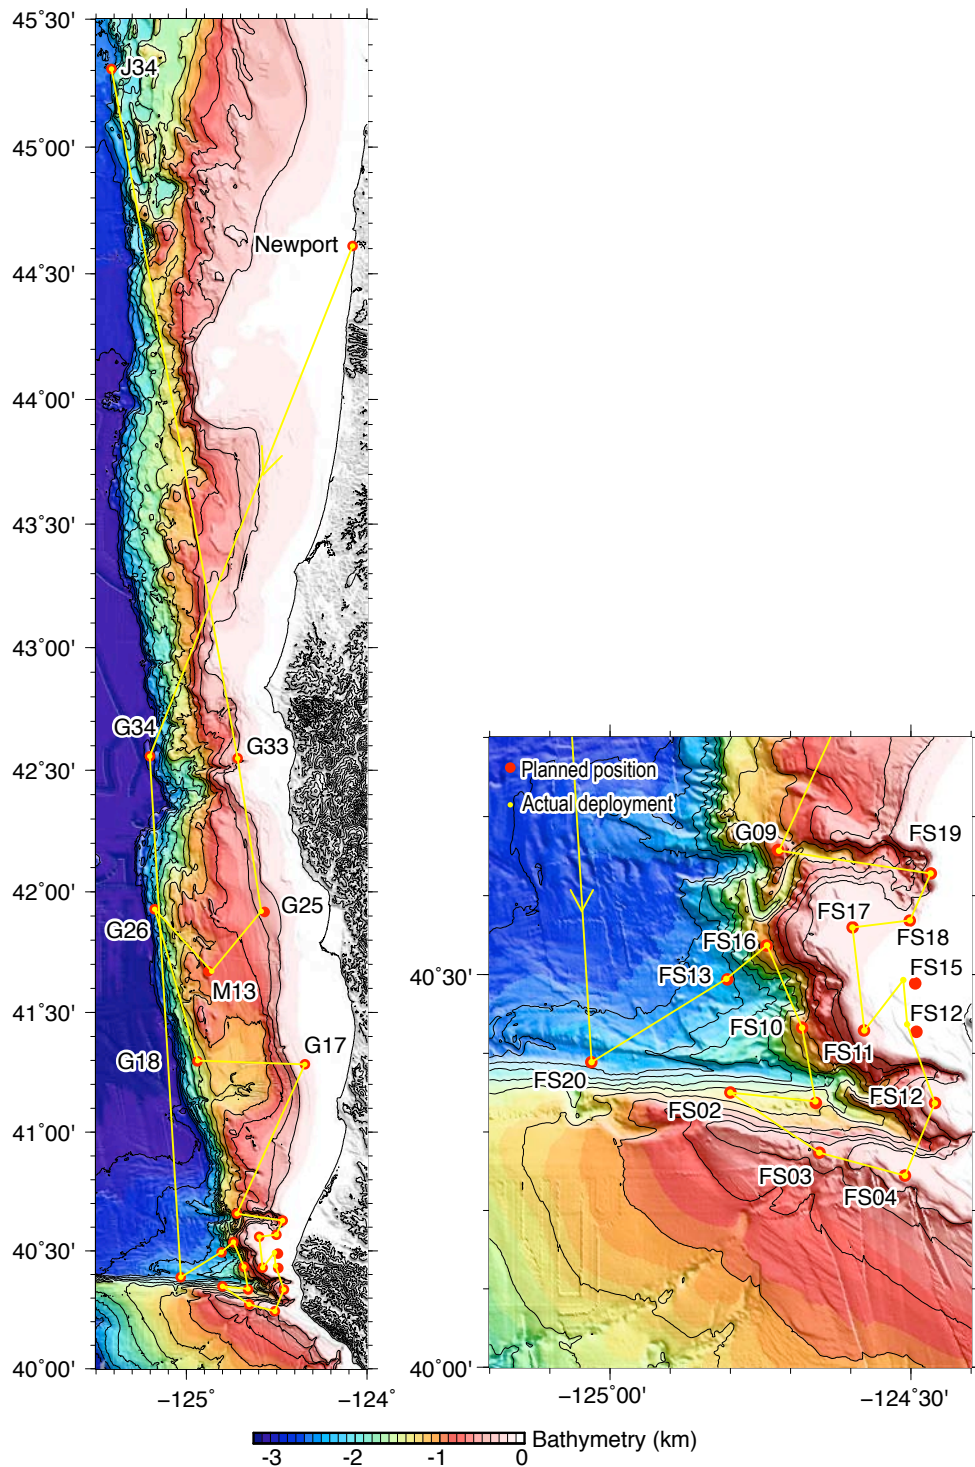 45˚30'
J34
45˚00'
Newport
44˚30'
44˚00'
43˚30'
43˚00'
G34
G33
42˚30'
42˚00'
G25
G26
M13
41˚30'
G18
G17
41˚00'
40˚30'
40˚00'
−125˚
−124˚
Planned position
Actual deployment
G09
FS19
FS17
FS18
FS16
FS15
FS13
40˚30'
FS12
FS10
FS11
FS20
FS12
FS02
FS03
FS04
40˚00'
−125˚00'
−124˚30'
Bathymetry (km)
-3
-2
-1
0